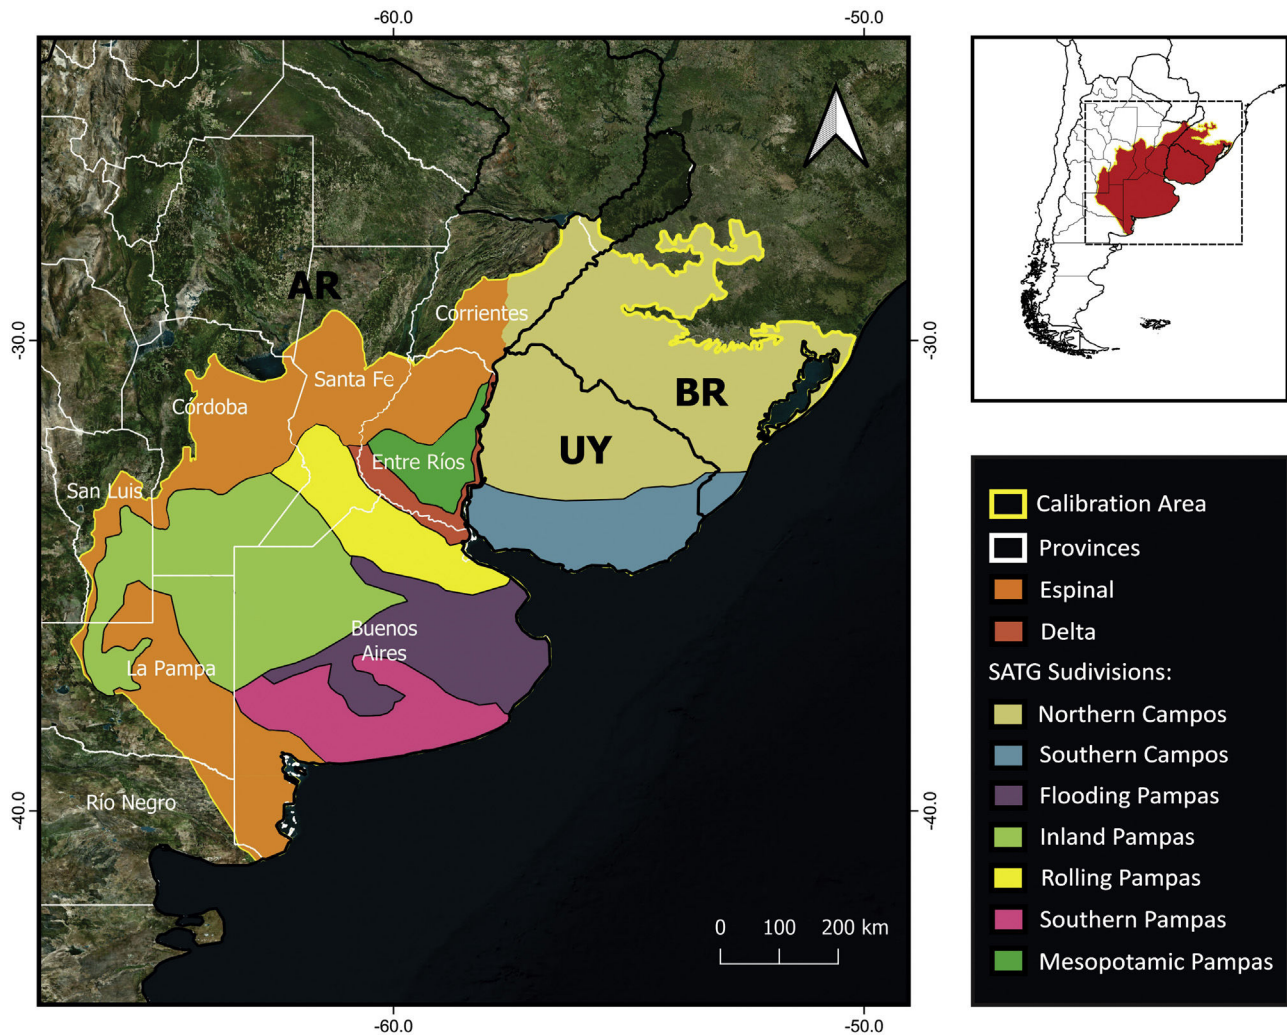 -60.0
-50.0
-30.0
-30.0
AR
Corrientes
Santa Fe
Córdoba
BR
UY
Entre Ríos
San Luis
Buenos
Aires
La Pampa
Río Negro
-40.0
-40.0
0 100 200 km
-60.0
-50.0
Calibration Area
Provinces
Espinal
Delta
SATG Sudivisions:
Northern Campos
Southern Campos
Flooding Pampas
Inland Pampas
Rolling Pampas
Southern Pampas
Mesopotamic Pampas